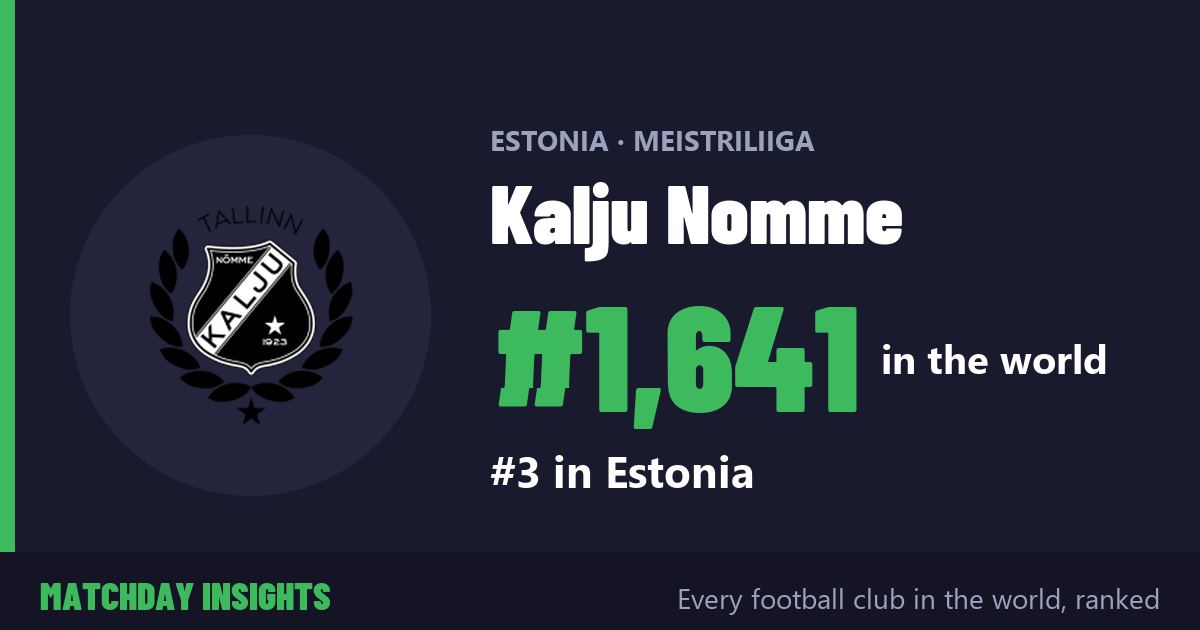 TALLINN
NÕMME
KALJU
1923
ESTONIA · MEISTRILIIGA
Kalju Nomme
#1,641 in the world
#3 in Estonia
MATCHDAY INSIGHTS
Every football club in the world, ranked